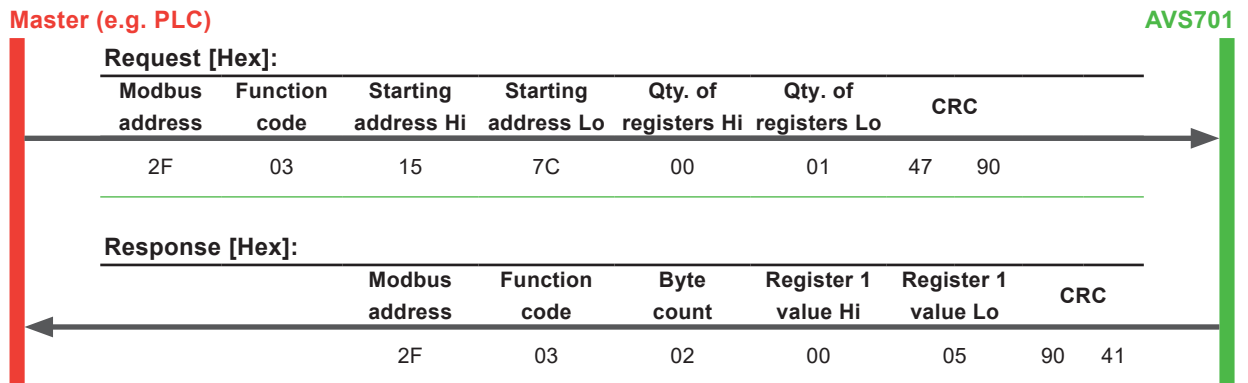 Master (e.g. PLC) AVS701
Request [Hex]:
Modbus address Function code Starting address Hi Starting address Lo Qty. of registers Hi Qty. of registers Lo CRC
2F 03 15 7C 00 01 47 90
Response [Hex]:
Modbus address Function code Byte count Register 1 value Hi Register 1 value Lo CRC
2F 03 02 00 05 90 41